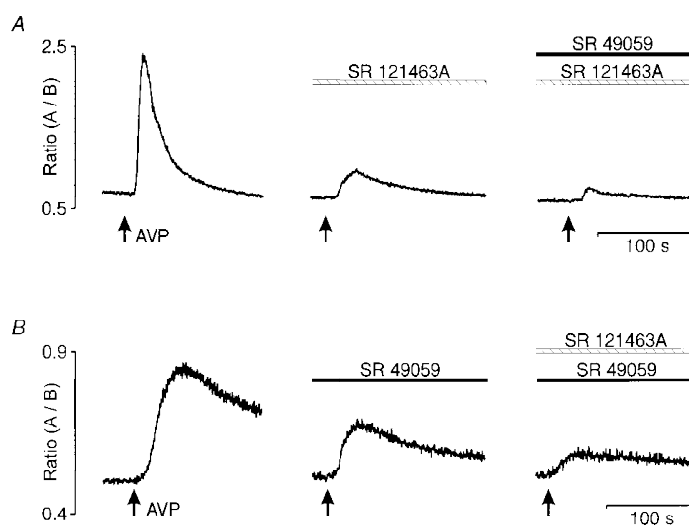 A
2.5
Ratio (A / B)
0.5
AVP
SR 121463A
SR 49059
SR 121463A
100 s
B
0.9
Ratio (A / B)
0.4
AVP
SR 49059
SR 121463A
SR 49059
100 s